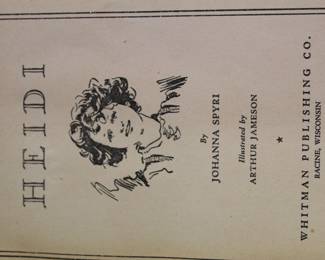 HEIDI
By
JOHANNA SPYRI
Illustrated by
ARTHUR JAMESON
★
WHITMAN PUBLISHING CO.
RACINE, WISCONSIN